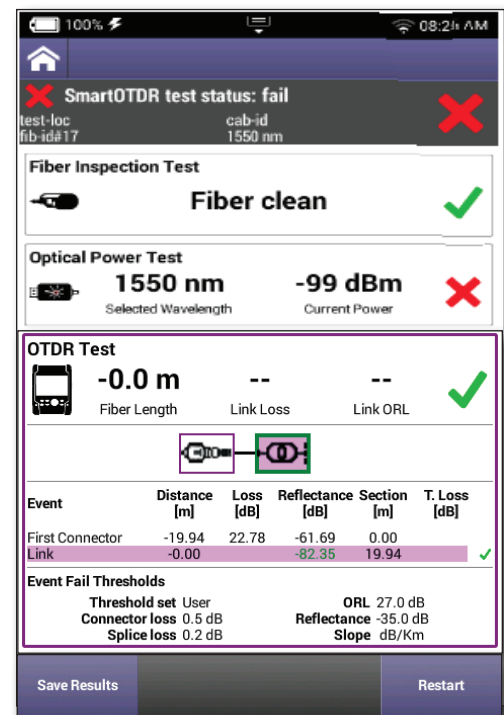 100% 08:24 AM
SmartOTDR test status: fail
test-loc cab-id
fib-id#17 1550 nm
Fiber Inspection Test
Fiber clean
Optical Power Test
1550 nm -99 dBm
Selected Wavelength Current Power
OTDR Test
-0.0 m -- --
Fiber Length Link Loss Link ORL
Event Distance [m] Loss [dB] Reflectance [dB] Section [m] T. Loss [dB]
First Connector -19.94 22.78 -61.69 0.00
Link -0.00 -82.35 19.94
Event Fail Thresholds
Threshold set User ORL 27.0 dB
Connector loss 0.5 dB Reflectance -35.0 dB
Splice loss 0.2 dB Slope dB/Km
Save Results Restart